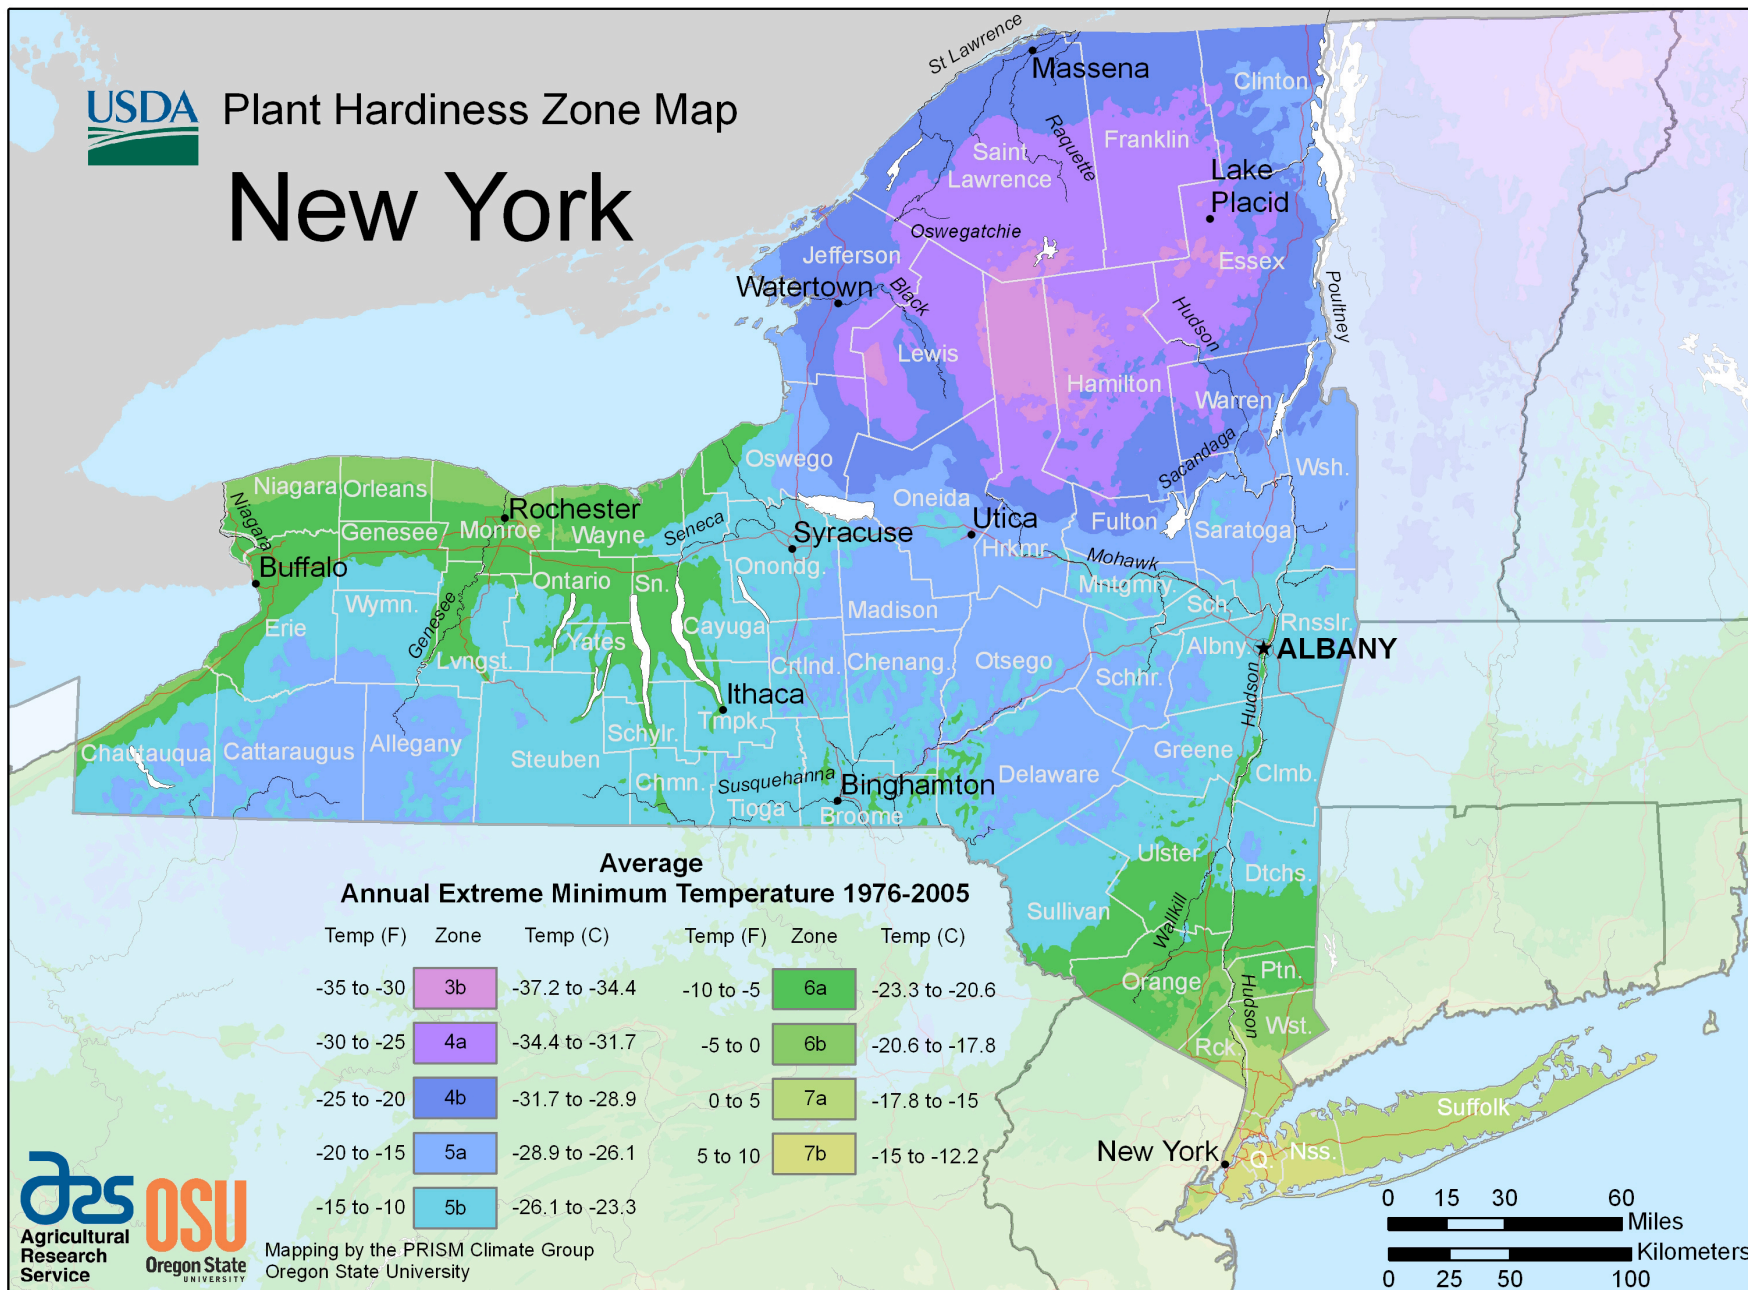 USDA
Plant Hardiness Zone Map
New York
St Lawrence
Massena
Clinton
Franklin
Raquette
Saint
Lawrence
Lake
Placid
Oswegatchie
Jefferson
Essex
Watertown
Black
Poultney
Hudson
Lewis
Hamilton
Warren
Sacandaga
Oswego
Wsh.
Niagara
Orleans
Oneida
Niagara
Rochester
Genesee
Monroe
Wayne
Seneca
Syracuse
Utica
Fulton
Saratoga
Hrkmr.
Mohawk
Buffalo
Onondg.
Ontario
Sn.
Mntgmry.
Sch.
Wymn.
Madison
Erie
Genesee
Cayuga
Rnsslr.
Yates
Albny.
ALBANY
Lvngst.
Crtlnd.
Chenang.
Otsego
Schhr.
Ithaca
Tmpk.
Hudson
Schylr.
Chautauqua
Cattaraugus
Allegany
Steuben
Greene
Clmb.
Chmn.
Susquehanna
Binghamton
Delaware
Tioga
Broome
Ulster
Dtchs.
Sullivan
Wallkill
Orange
Ptn.
Hudson
Wst.
Rck.
Suffolk
New York
Q.
Nss.
Average
Annual Extreme Minimum Temperature 1976-2005
Temp (F) Zone Temp (C) Temp (F) Zone Temp (C)
-35 to -30 3b -37.2 to -34.4 -10 to -5 6a -23.3 to -20.6
-30 to -25 4a -34.4 to -31.7 -5 to 0 6b -20.6 to -17.8
-25 to -20 4b -31.7 to -28.9 0 to 5 7a -17.8 to -15
-20 to -15 5a -28.9 to -26.1 5 to 10 7b -15 to -12.2
-15 to -10 5b -26.1 to -23.3
ars
Agricultural
Research
Service
OSU
Oregon State
UNIVERSITY
Mapping by the PRISM Climate Group
Oregon State University
0 15 30 60
Miles
Kilometers
0 25 50 100